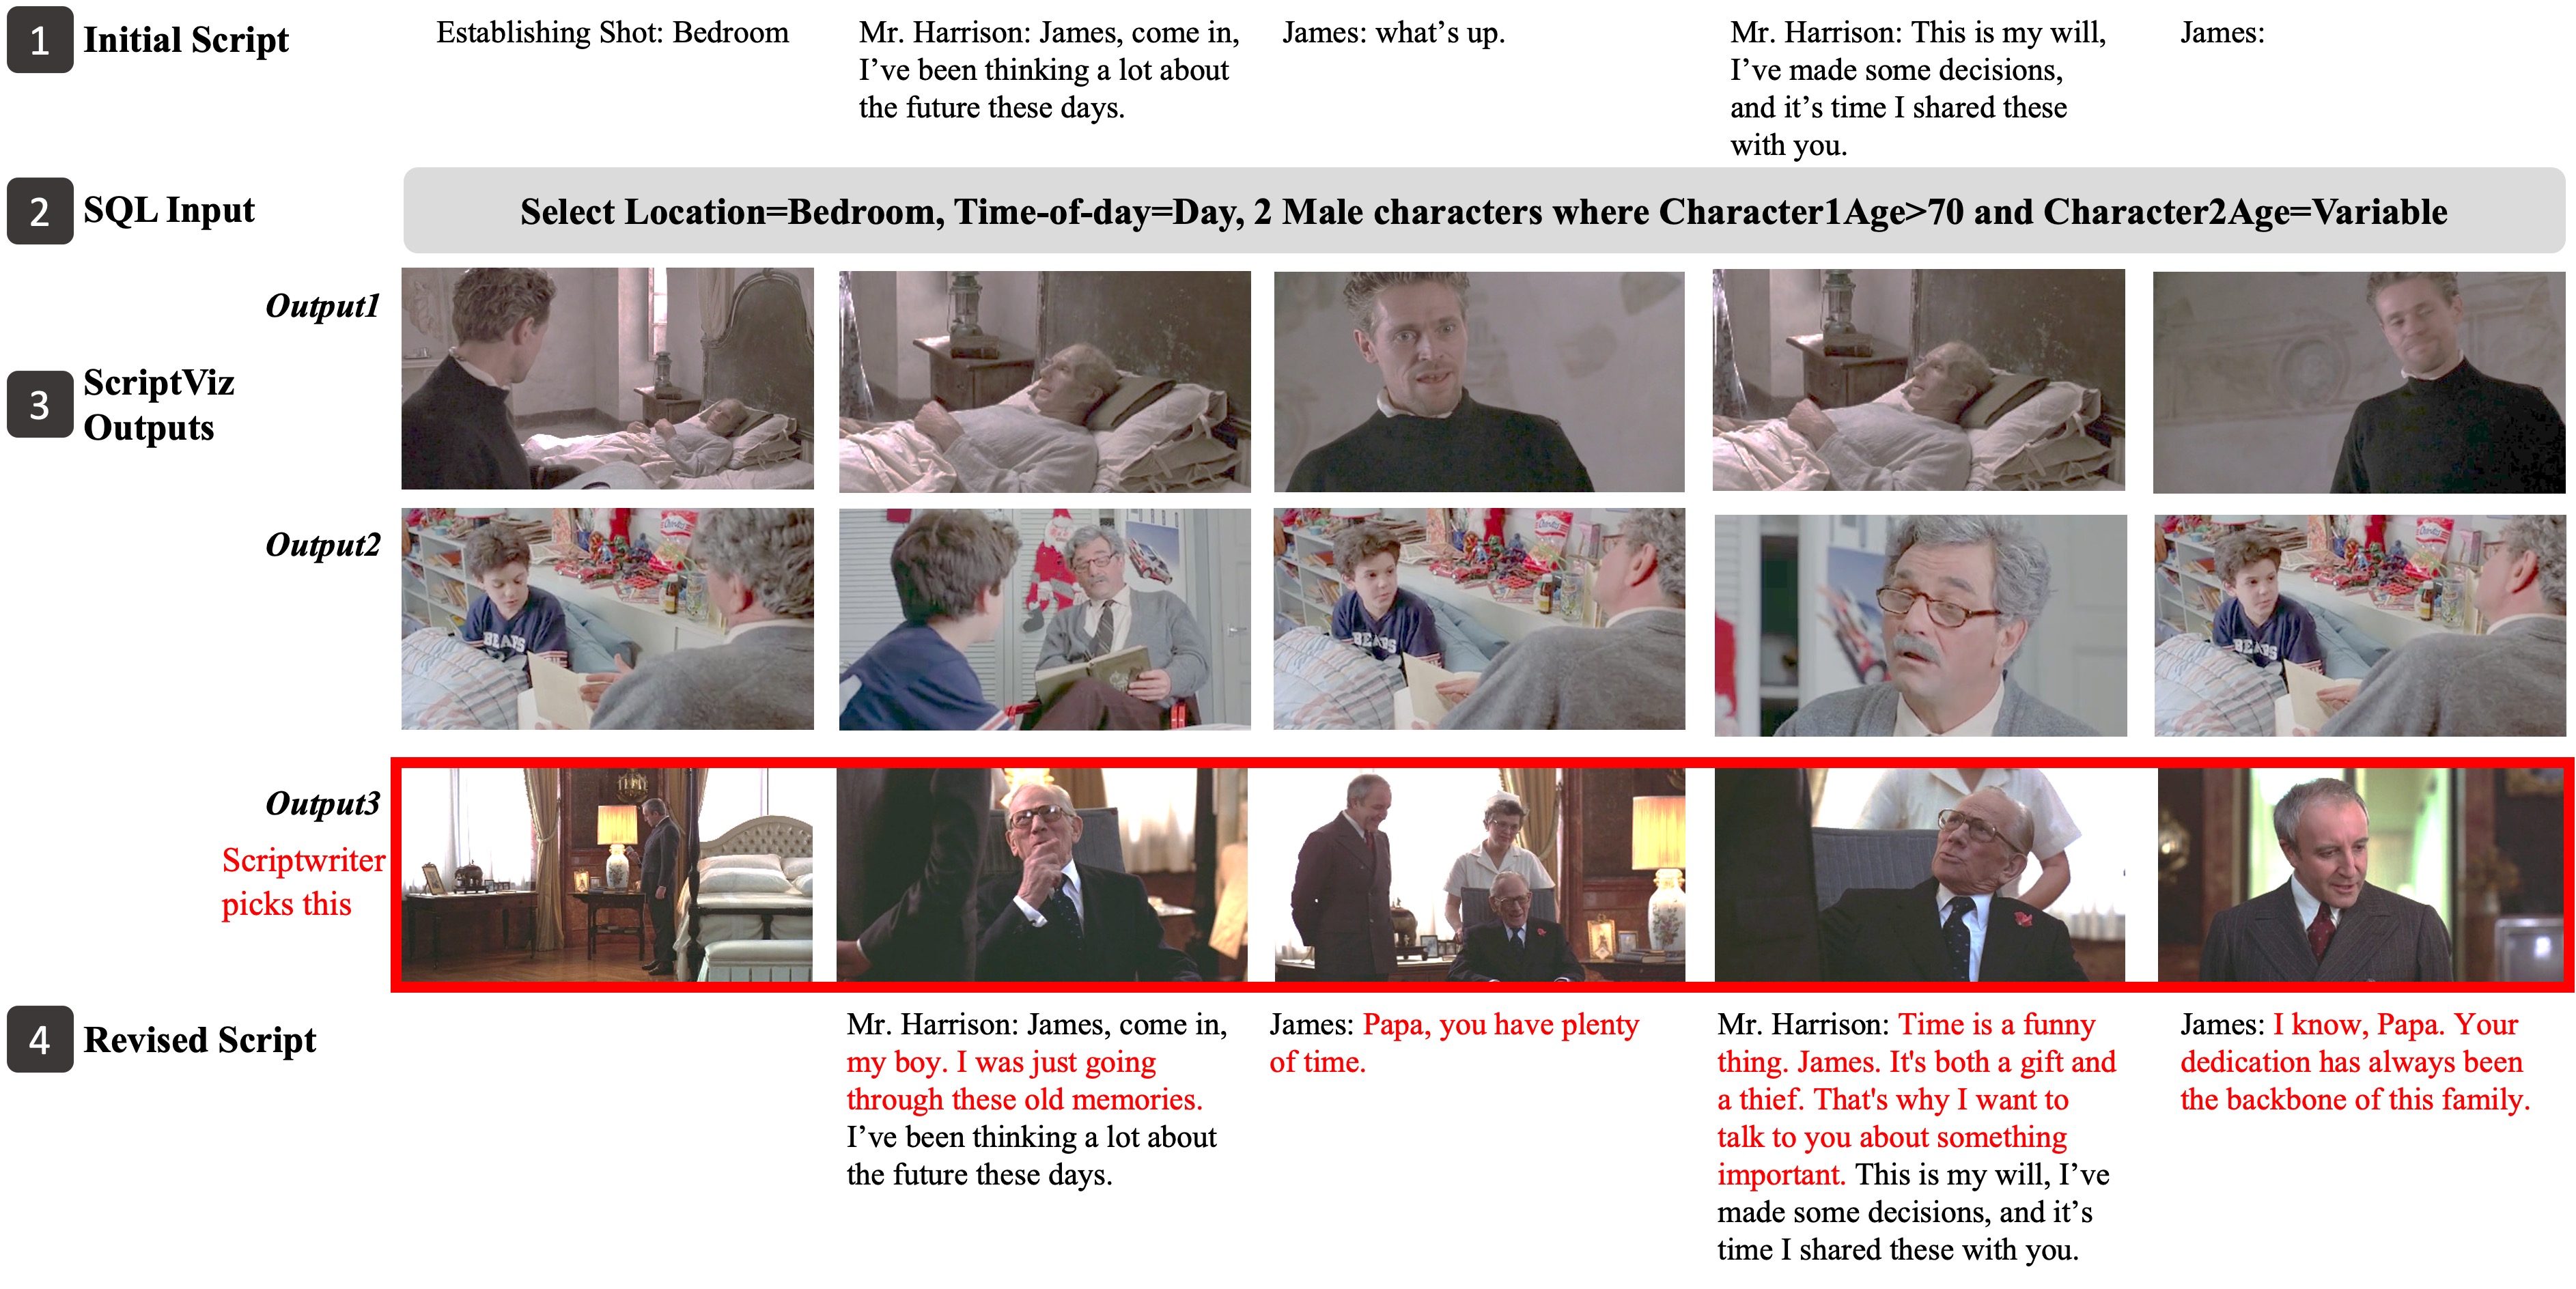 1 Initial Script
Establishing Shot: Bedroom
Mr. Harrison: James, come in,
I’ve been thinking a lot about
the future these days.
James: what’s up.
Mr. Harrison: This is my will,
I’ve made some decisions,
and it’s time I shared these
with you.
James:
2 SQL Input
Select Location=Bedroom, Time-of-day=Day, 2 Male characters where Character1Age>70 and Character2Age=Variable
3 ScriptViz
Outputs
Output1
Output2
BEARS
BEARS
BEARS
Output3
Scriptwriter
picks this
4 Revised Script
Mr. Harrison: James, come in,
my boy. I was just going
through these old memories.
I’ve been thinking a lot about
the future these days.
James: Papa, you have plenty
of time.
Mr. Harrison: Time is a funny
thing. James. It's both a gift and
a thief. That's why I want to
talk to you about something
important. This is my will, I’ve
made some decisions, and it’s
time I shared these with you.
James: I know, Papa. Your
dedication has always been
the backbone of this family.